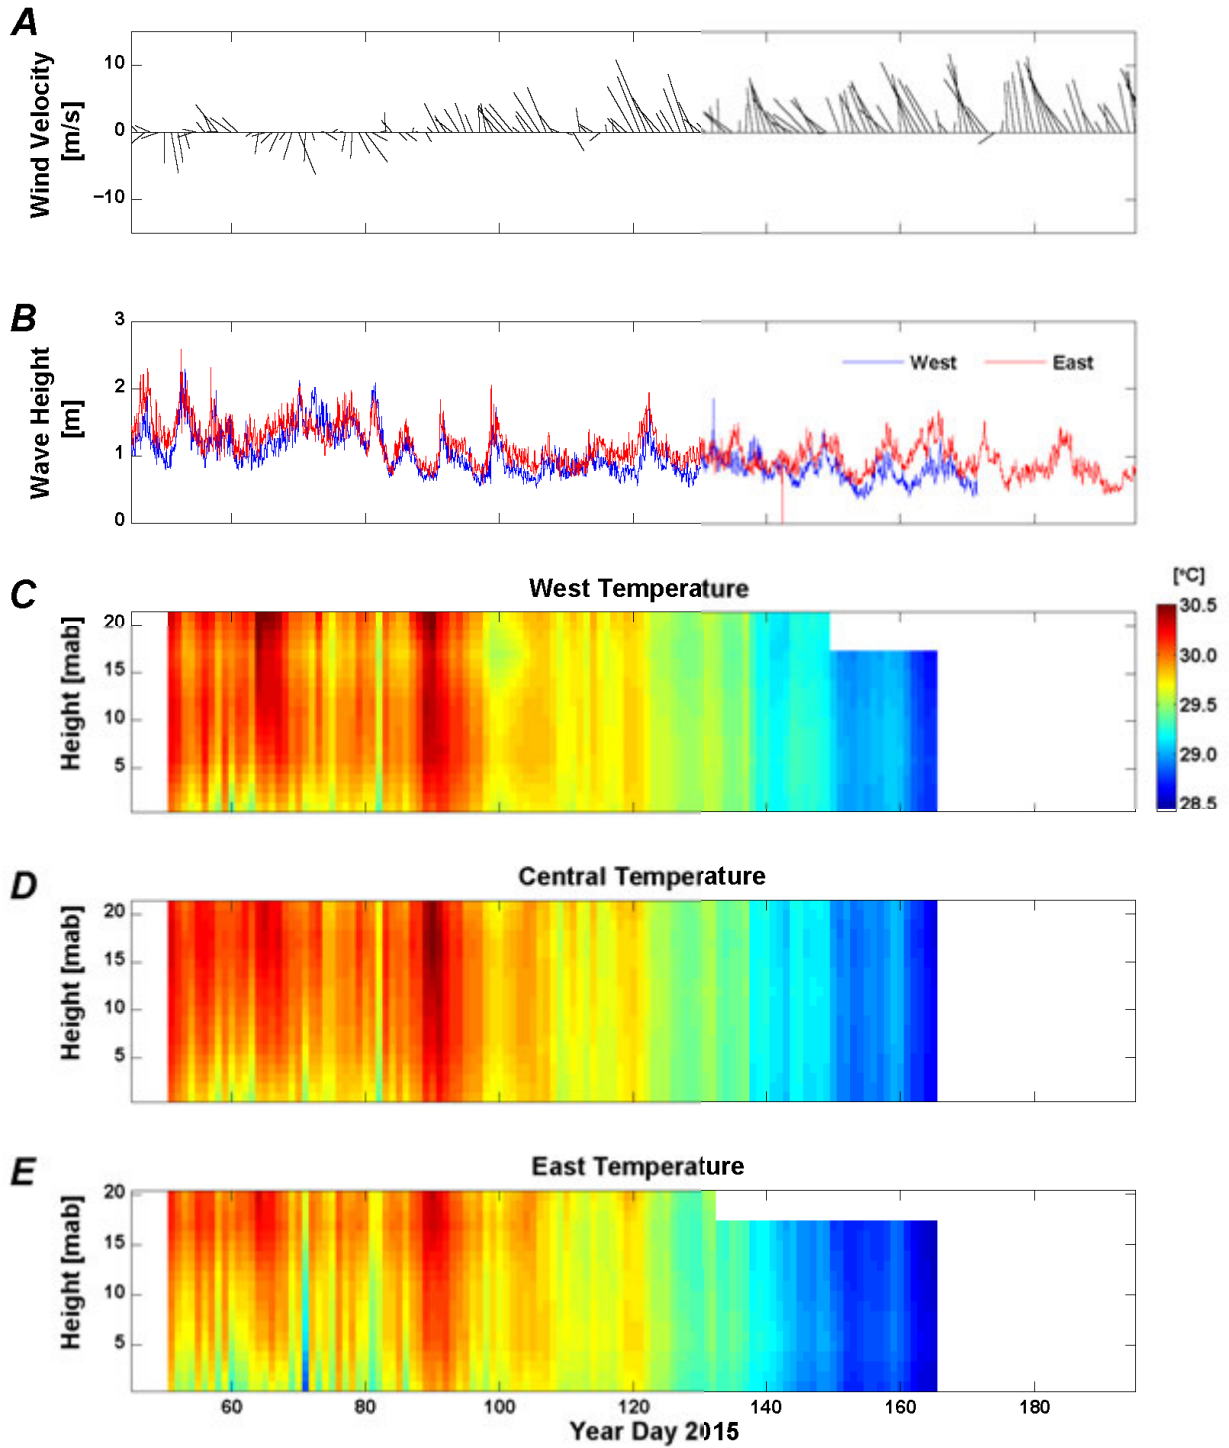 A
Wind Velocity
[m/s]
10
0
−10
B
Wave Height
[m]
3
2
1
0
West
East
C
West Temperature
[°C]
Height [mab]
20
15
10
5
30.5
30.0
29.5
29.0
28.5
D
Central Temperature
Height [mab]
20
15
10
5
E
East Temperature
Height [mab]
20
15
10
5
60 80 100 120 140 160 180
Year Day 2015